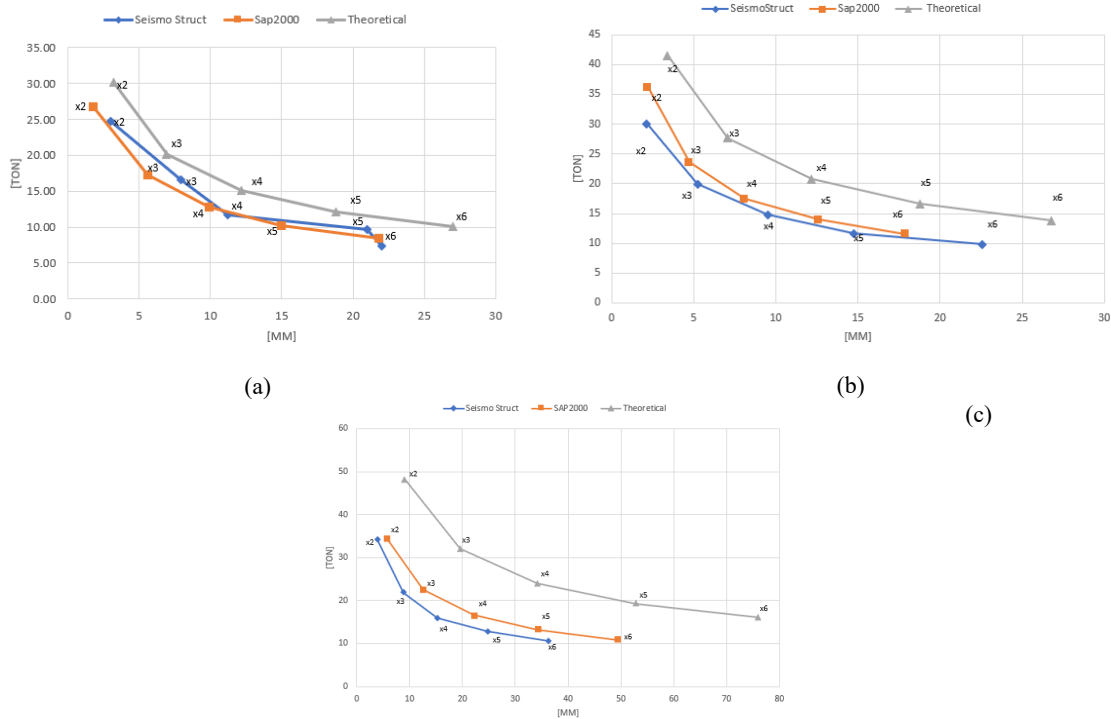 Seismo Struct Sap2000 Theoretical
35.00
30.00
25.00
20.00
15.00
10.00
5.00
0.00
[TON]
x2
x2
x2
x3
x3
x3
x4
x4
x4
x5
x5
x5
x6
x6
0 5 10 15 20 25 30
[MM]
(a)
SeismoStruct Sap2000 Theoretical
45
40
35
30
25
20
15
10
5
0
[TON]
x2
x2
x2
x3
x3
x3
x4
x4
x4
x5
x5
x5
x6
x6
x6
0 5 10 15 20 25 30
[MM]
(b)
(c)
Seismo Struct SAP2000 Theoretical
60
50
40
30
20
10
0
[TON]
x2
x2
x2
x3
x3
x3
x4
x4
x4
x5
x5
x5
x6
x6
x6
0 10 20 30 40 50 60 70 80
[MM]